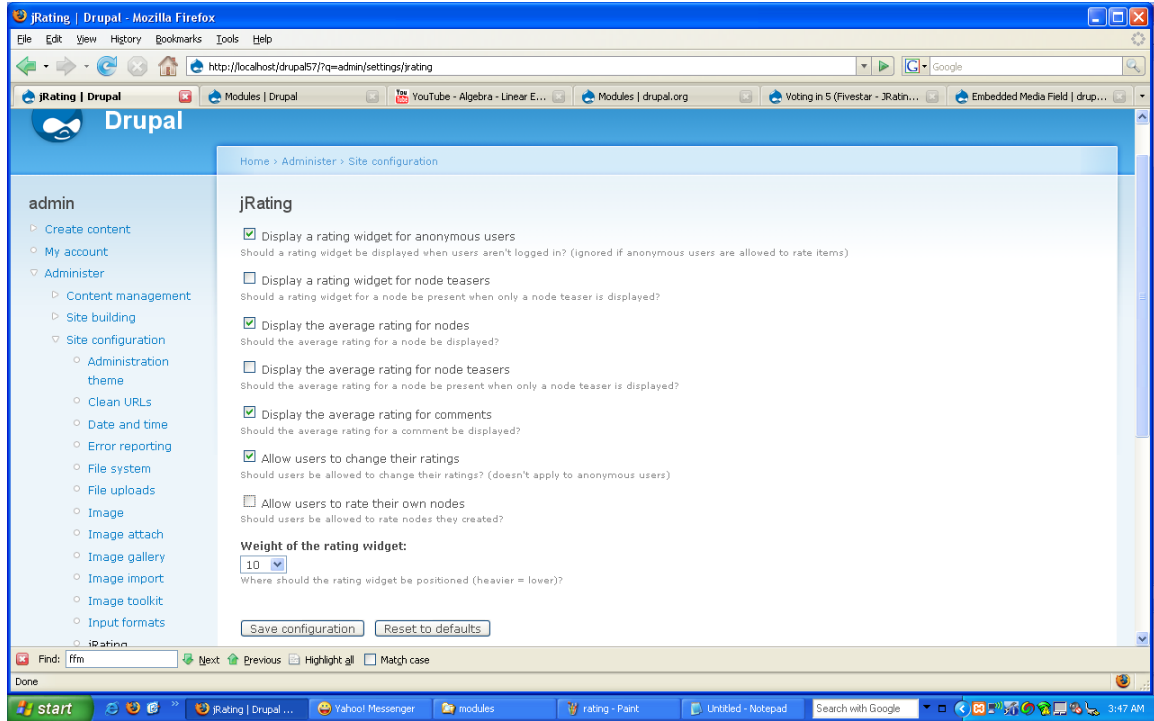 jRating | Drupal - Mozilla Firefox
File Edit View History Bookmarks Tools Help
http://localhost/drupal57/?q=admin/settings/jrating
G Google
jRating | Drupal
Modules | Drupal
You Tube YouTube - Algebra - Linear E...
Modules | drupal.org
Voting in 5 (Fivestar - JRatin...
Embedded Media Field | drup...
Drupal
Home > Administer > Site configuration
admin
Create content
My account
Administer
Content management
Site building
Site configuration
Administration
theme
Clean URLs
Date and time
Error reporting
File system
File uploads
Image
Image attach
Image gallery
Image import
Image toolkit
Input formats
jRating
jRating
Display a rating widget for anonymous users
Should a rating widget be displayed when users aren't logged in? (ignored if anonymous users are allowed to rate items)
Display a rating widget for node teasers
Should a rating widget for a node be present when only a node teaser is displayed?
Display the average rating for nodes
Should the average rating for a node be displayed?
Display the average rating for node teasers
Should the average rating for a node be present when only a node teaser is displayed?
Display the average rating for comments
Should the average rating for a comment be displayed?
Allow users to change their ratings
Should users be allowed to change their ratings? (doesn't apply to anonymous users)
Allow users to rate their own nodes
Should users be allowed to rate nodes they created?
Weight of the rating widget:
10
Where should the rating widget be positioned (heavier = lower)?
Save configuration Reset to defaults
Find: ffm Next Previous Highlight all Match case
Done
start
jRating | Drupal ...
Yahoo! Messenger
modules
rating - Paint
Untitled - Notepad
Search with Google
3:47 AM